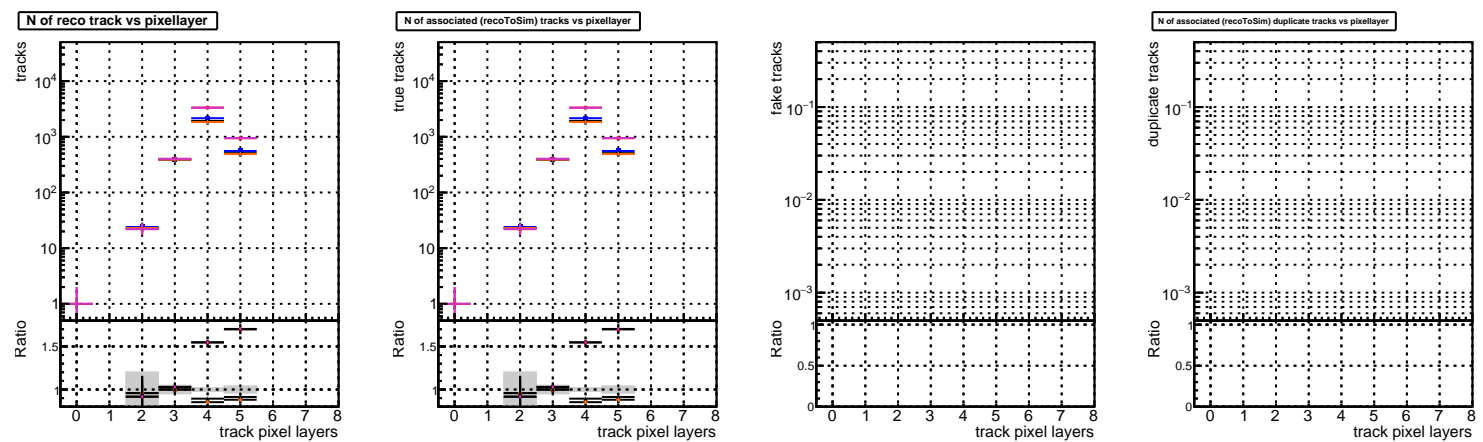 N of reco track vs pixellayer
tracks
10^4
10^3
10^2
10
1
Ratio
1.5
1
0 1 2 3 4 5 6 7 8
track pixel layers
N of associated (recoToSim) tracks vs pixellayer
true tracks
10^4
10^3
10^2
10
1
Ratio
1.5
1
0 1 2 3 4 5 6 7 8
track pixel layers
fake tracks
10^-1
10^-2
10^-3
Ratio
1
0.5
0
0 1 2 3 4 5 6 7 8
track pixel layers
N of associated (recoToSim) duplicate tracks vs pixellayer
duplicate tracks
10^-1
10^-2
10^-3
Ratio
1
0.5
0
0 1 2 3 4 5 6 7 8
track pixel layers